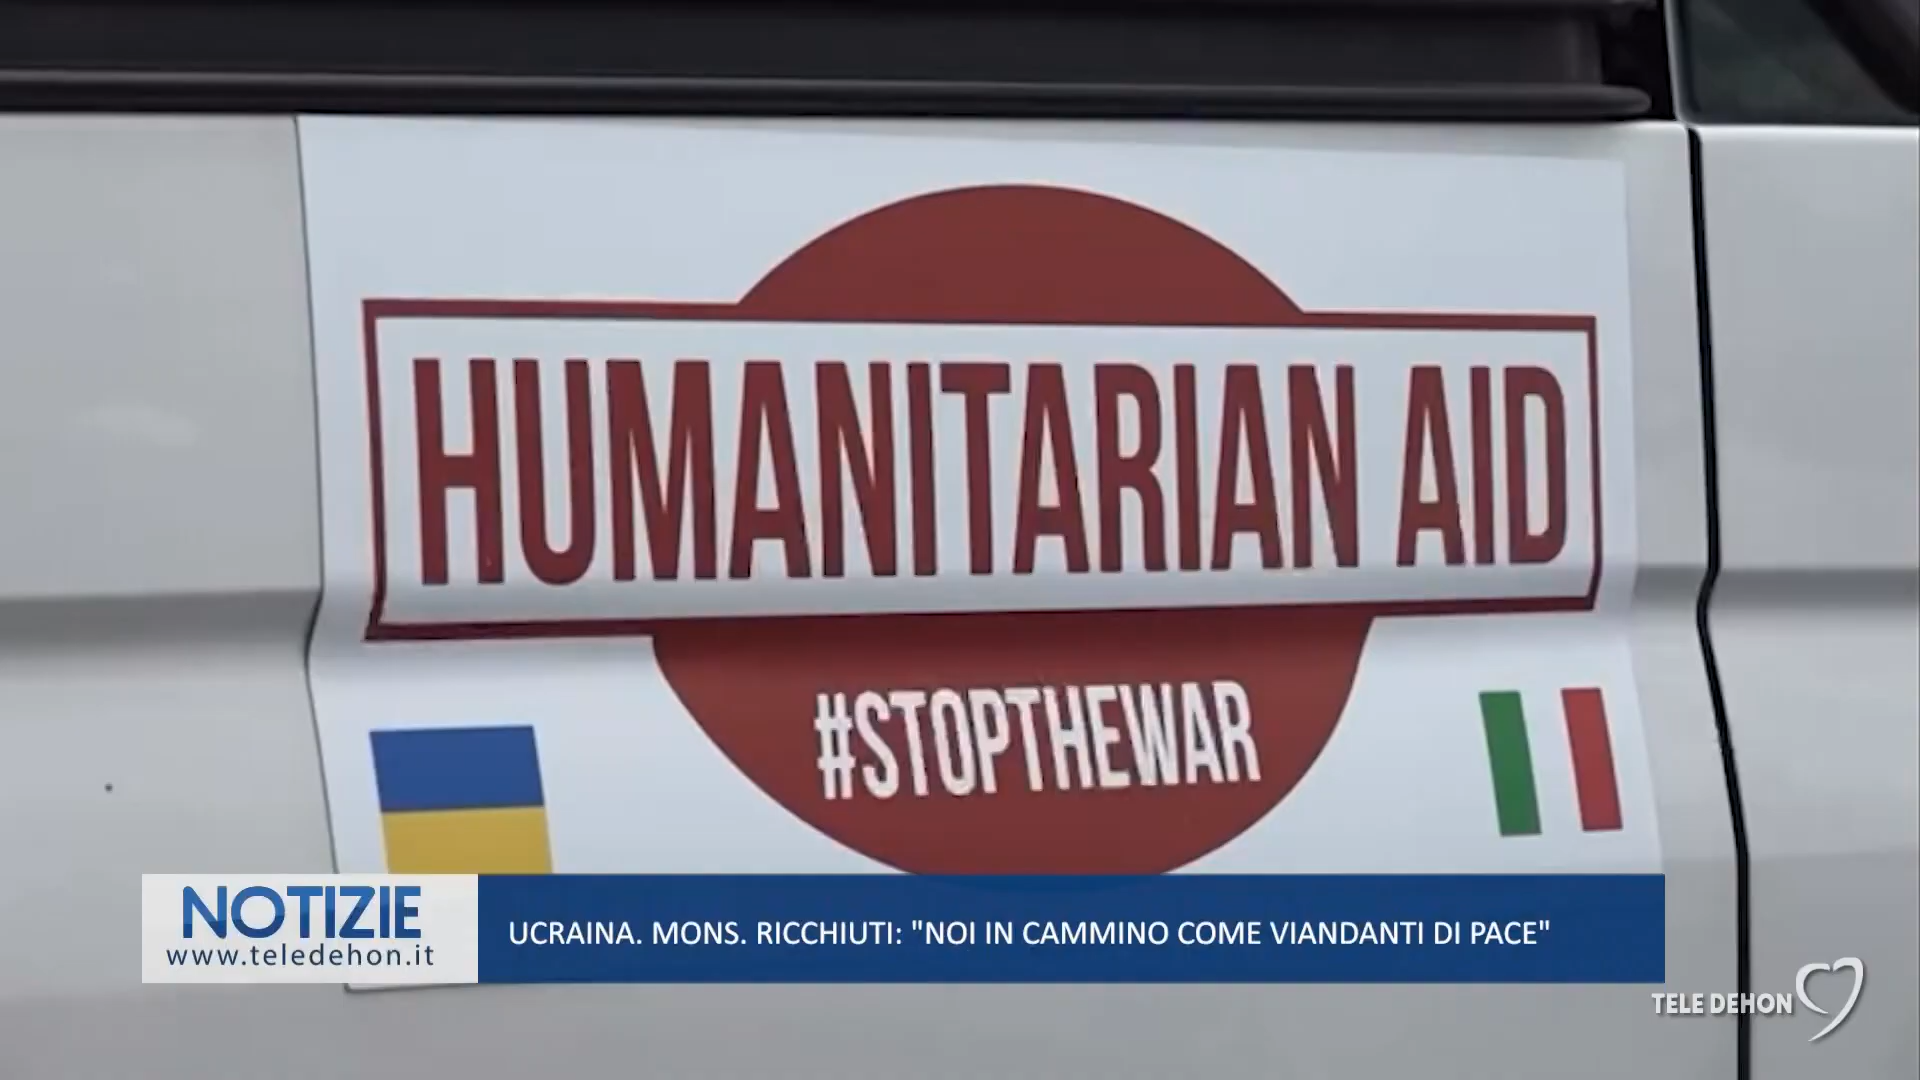 HUMANITARIAN AID
#STOPTHEWAR
NOTIZIE
www.teledehon.it
UCRAINA. MONS. RICCHIUTI: "NOI IN CAMMINO COME VIANDANTI DI PACE"
TELE DEHON